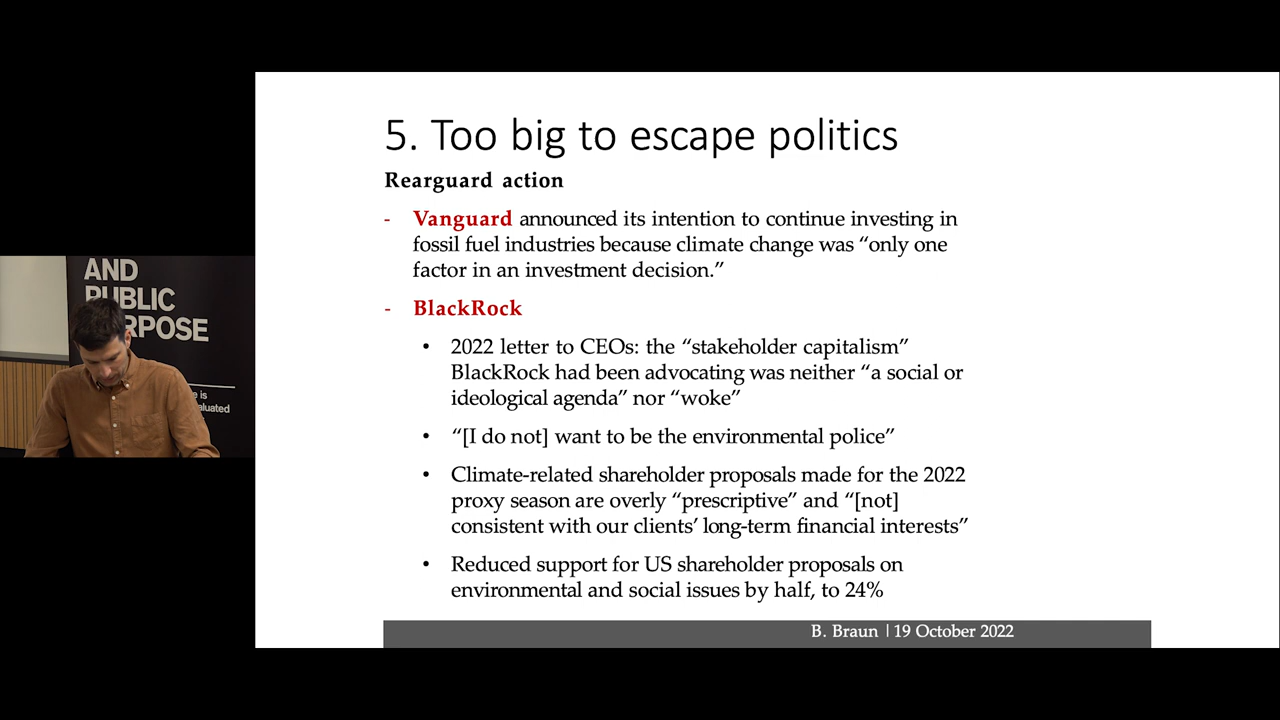 5. Too big to escape politics
Rearguard action
- Vanguard announced its intention to continue investing in
fossil fuel industries because climate change was “only one
factor in an investment decision.”
- BlackRock
• 2022 letter to CEOs: the “stakeholder capitalism”
BlackRock had been advocating was neither “a social or
ideological agenda” nor “woke”
• “[I do not] want to be the environmental police”
• Climate-related shareholder proposals made for the 2022
proxy season are overly “prescriptive” and “[not]
consistent with our clients’ long-term financial interests”
• Reduced support for US shareholder proposals on
environmental and social issues by half, to 24%
B. Braun | 19 October 2022
AND
PUBLIC
RPOSE
is
aluated